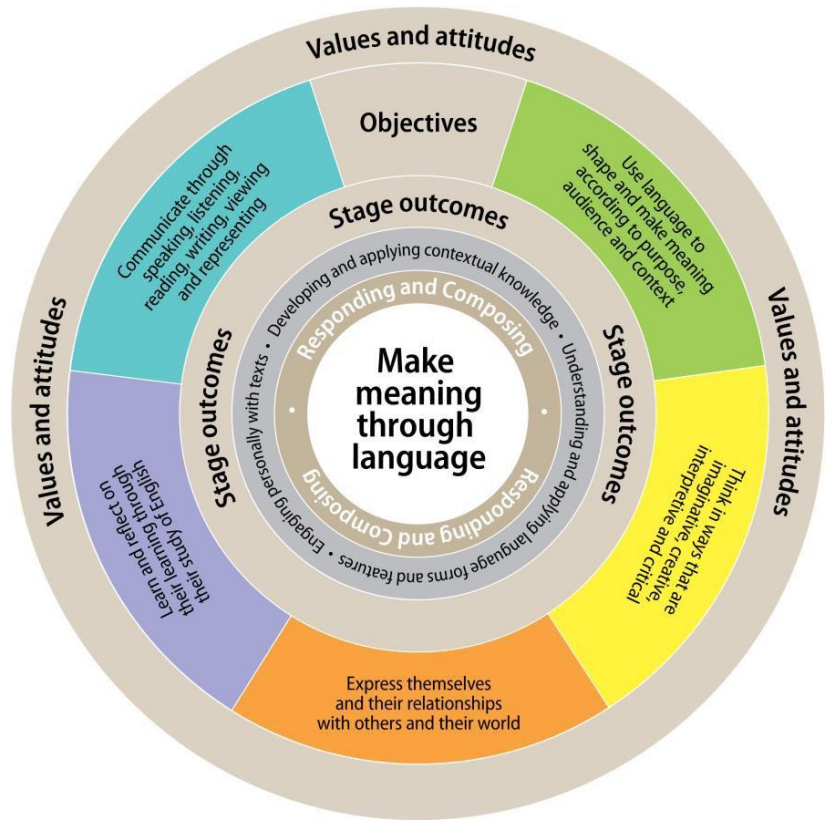 Values and attitudes
Objectives
Communicate through
speaking, listening,
reading, writing, viewing
and representing
Use language to
shape and make meaning
according to purpose,
audience and context
Stage outcomes
Values and attitudes
Values and attitudes
Stage outcomes
Stage outcomes
Engaging personally with texts • Developing and applying contextual knowledge • Understanding and applying language forms and features •
Responding and Composing •
Responding and Composing •
Make
meaning
through
language
Learn and reflect on
their learning through
their study of English
Think in ways that are
imaginative, creative,
interpretive and critical
Express themselves
and their relationships
with others and their world